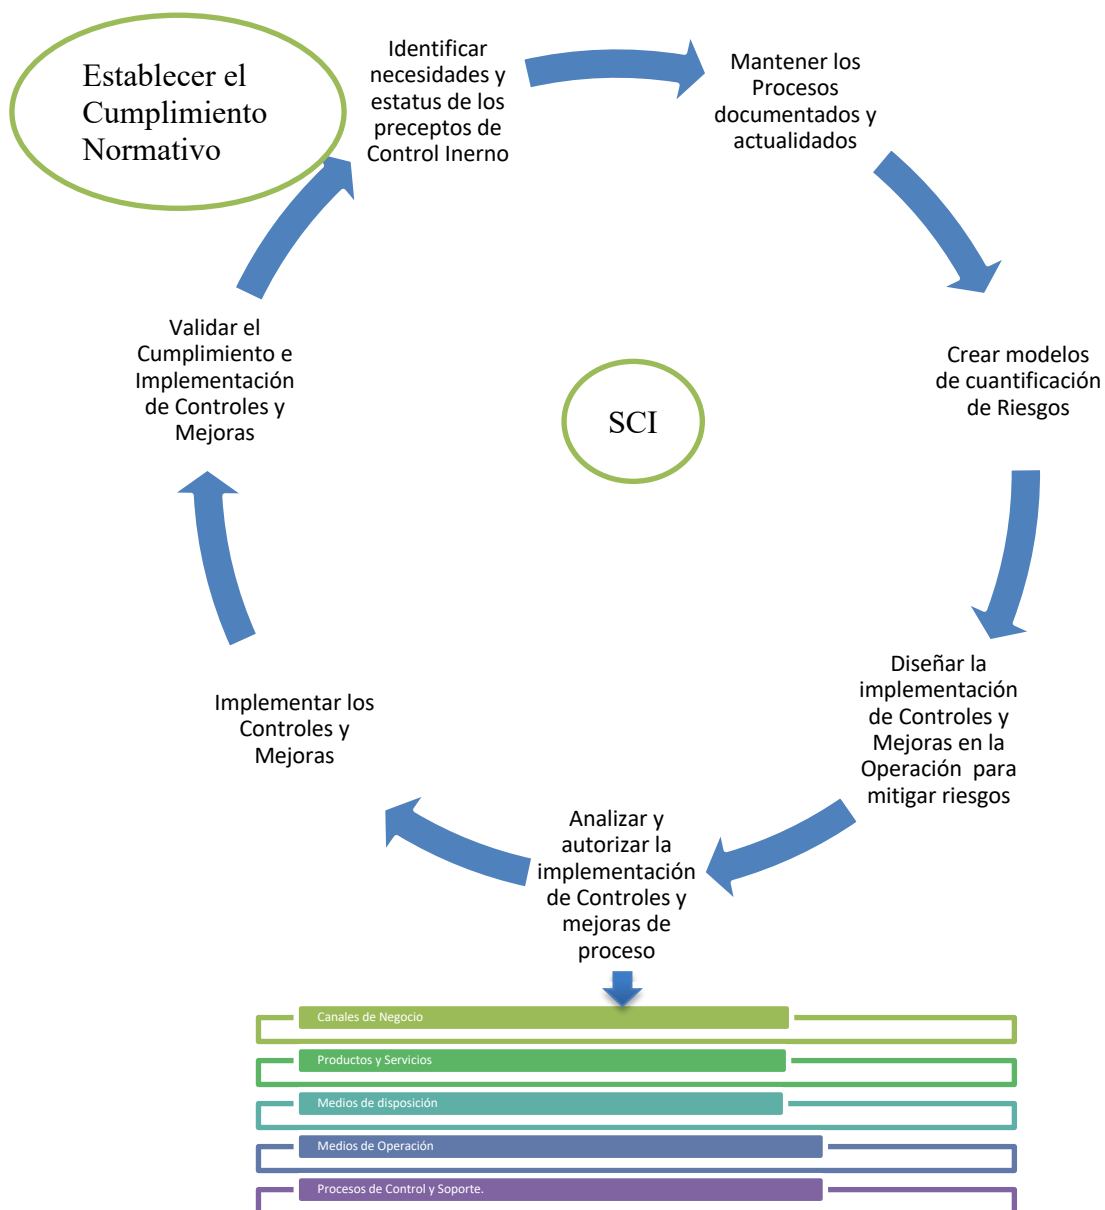 Establecer el
Cumplimiento
Normativo
Identificar
necesidades y
estatus de los
preceptos de
Control Inerno
Mantener los
Procesos
documentados y
actualidados
Crear modelos
de cuantificación
de Riesgos
Diseñar la
implementación
de Controles y
Mejoras en la
Operación para
mitigar riesgos
Analizar y
autorizar la
implementación
de Controles y
mejoras de
proceso
Implementar los
Controles y
Mejoras
Validar el
Cumplimiento e
Implementación
de Controles y
Mejoras
SCI
Canales de Negocio
Productos y Servicios
Medios de disposición
Medios de Operación
Procesos de Control y Soporte.